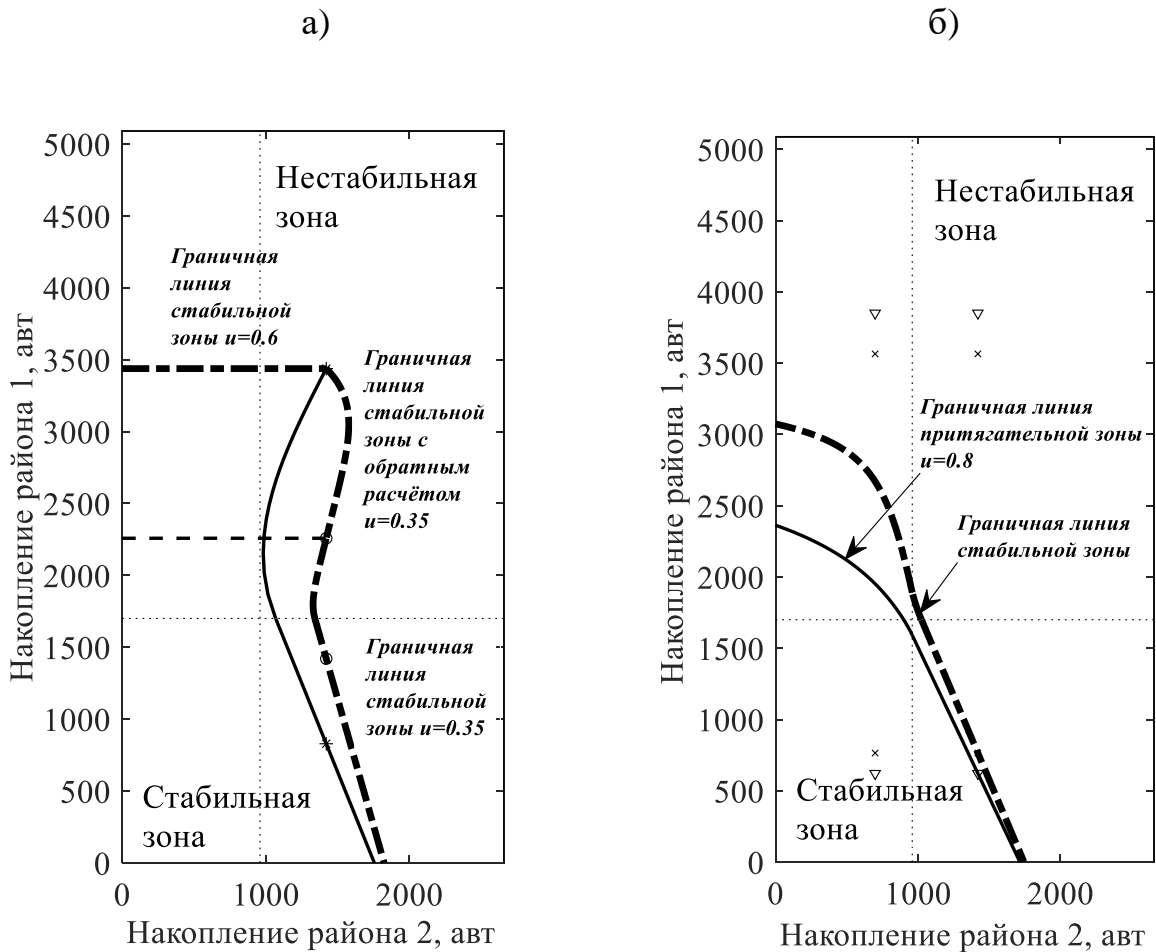 а)
5000
4500
4000
3500
3000
2500
2000
1500
1000
500
0
Накопление района 1, авт
Нестабильная
зона
Граничная
линия
стабильной
зоны u=0.6
Граничная
линия
стабильной
зоны с
обратным
расчётом
u=0.35
Граничная
линия
стабильной
зоны u=0.35
Стабильная
зона
0 1000 2000
Накопление района 2, авт
б)
5000
4500
4000
3500
3000
2500
2000
1500
1000
500
0
Накопление района 1, авт
Нестабильная
зона
Граничная линия
притягательной зоны
u=0.8
Граничная линия
стабильной зоны
Стабильная
зона
0 1000 2000
Накопление района 2, авт